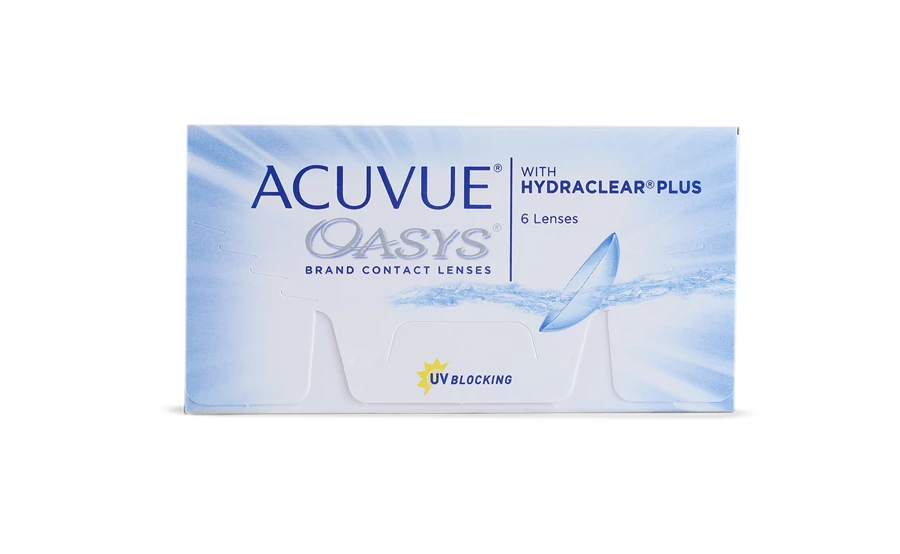 ACUVUE®
OASYS®
BRAND CONTACT LENSES
WITH
HYDRACLEAR® PLUS
6 Lenses
UV BLOCKING